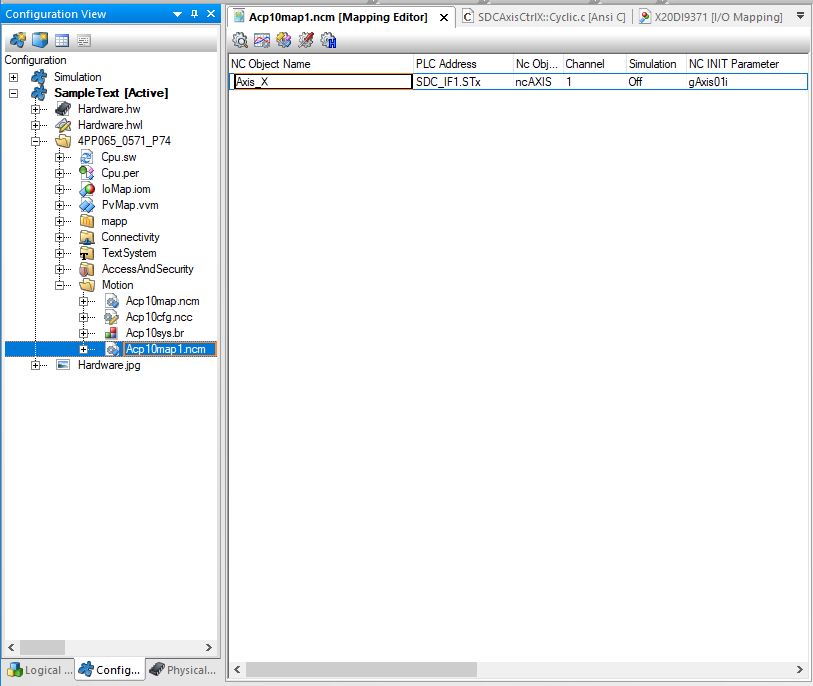 Configuration View
Configuration
Simulation
SampleText [Active]
Hardware.hw
Hardware.hwl
4PP065_0571_P74
Cpu.sw
Cpu.per
IoMap.iom
PvMap.vvm
mapp
Connectivity
TextSystem
AccessAndSecurity
Motion
Acp10map.ncm
Acp10cfg.ncc
Acp10sys.br
Acp10map1.ncm
Hardware.jpg
Logical ...
Config...
Physical...
Acp10map1.ncm [Mapping Editor]
SDCAxisCtrlX::Cyclic.c [Ansi C]
X20DI9371 [I/O Mapping]
NC Object Name PLC Address Nc Obj... Channel Simulation NC INIT Parameter
Axis_X SDC_IF1.STx ncAXIS 1 Off gAxis01i